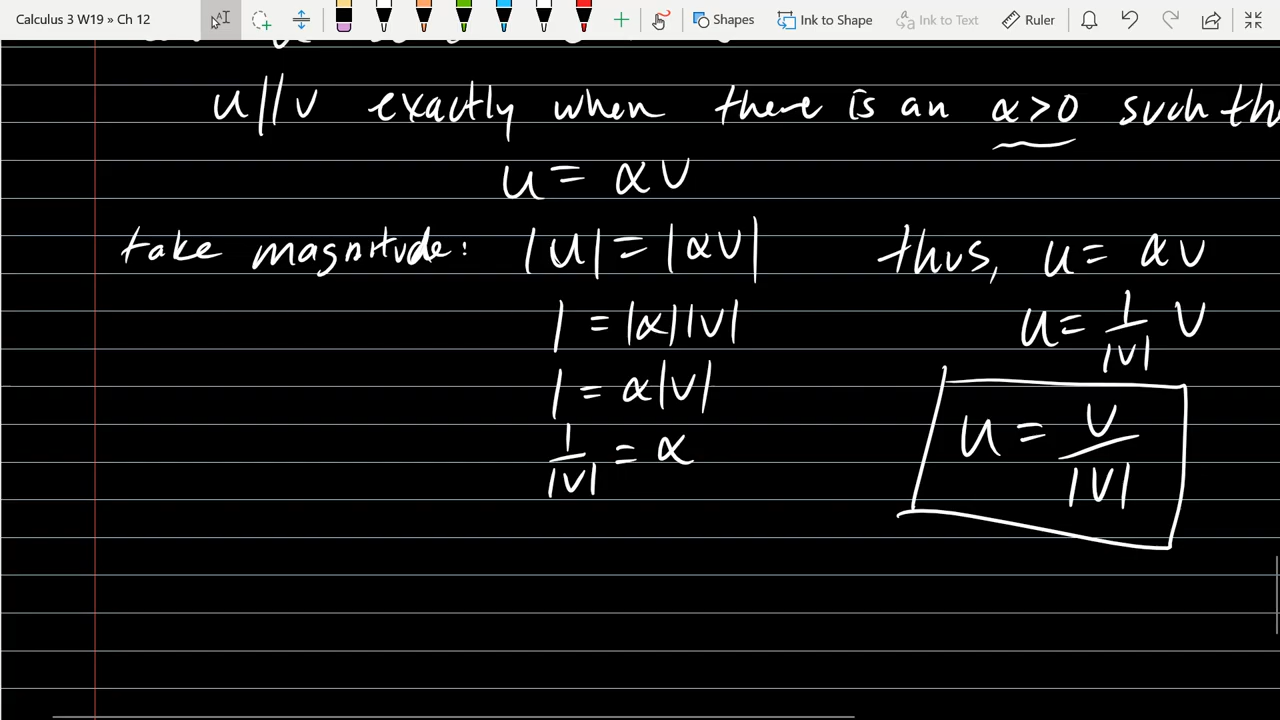 Calculus 3 W19 » Ch 12
Shapes
Ink to Shape
Ink to Text
Ruler
u//v exactly when there is an α>0 such
u = αv
take magnitude: |u| = |αv|
1 = |α||v|
1 = α|v|
1/|v| = α
thus, u = αv
u = 1/|v| v
u = v/|v|